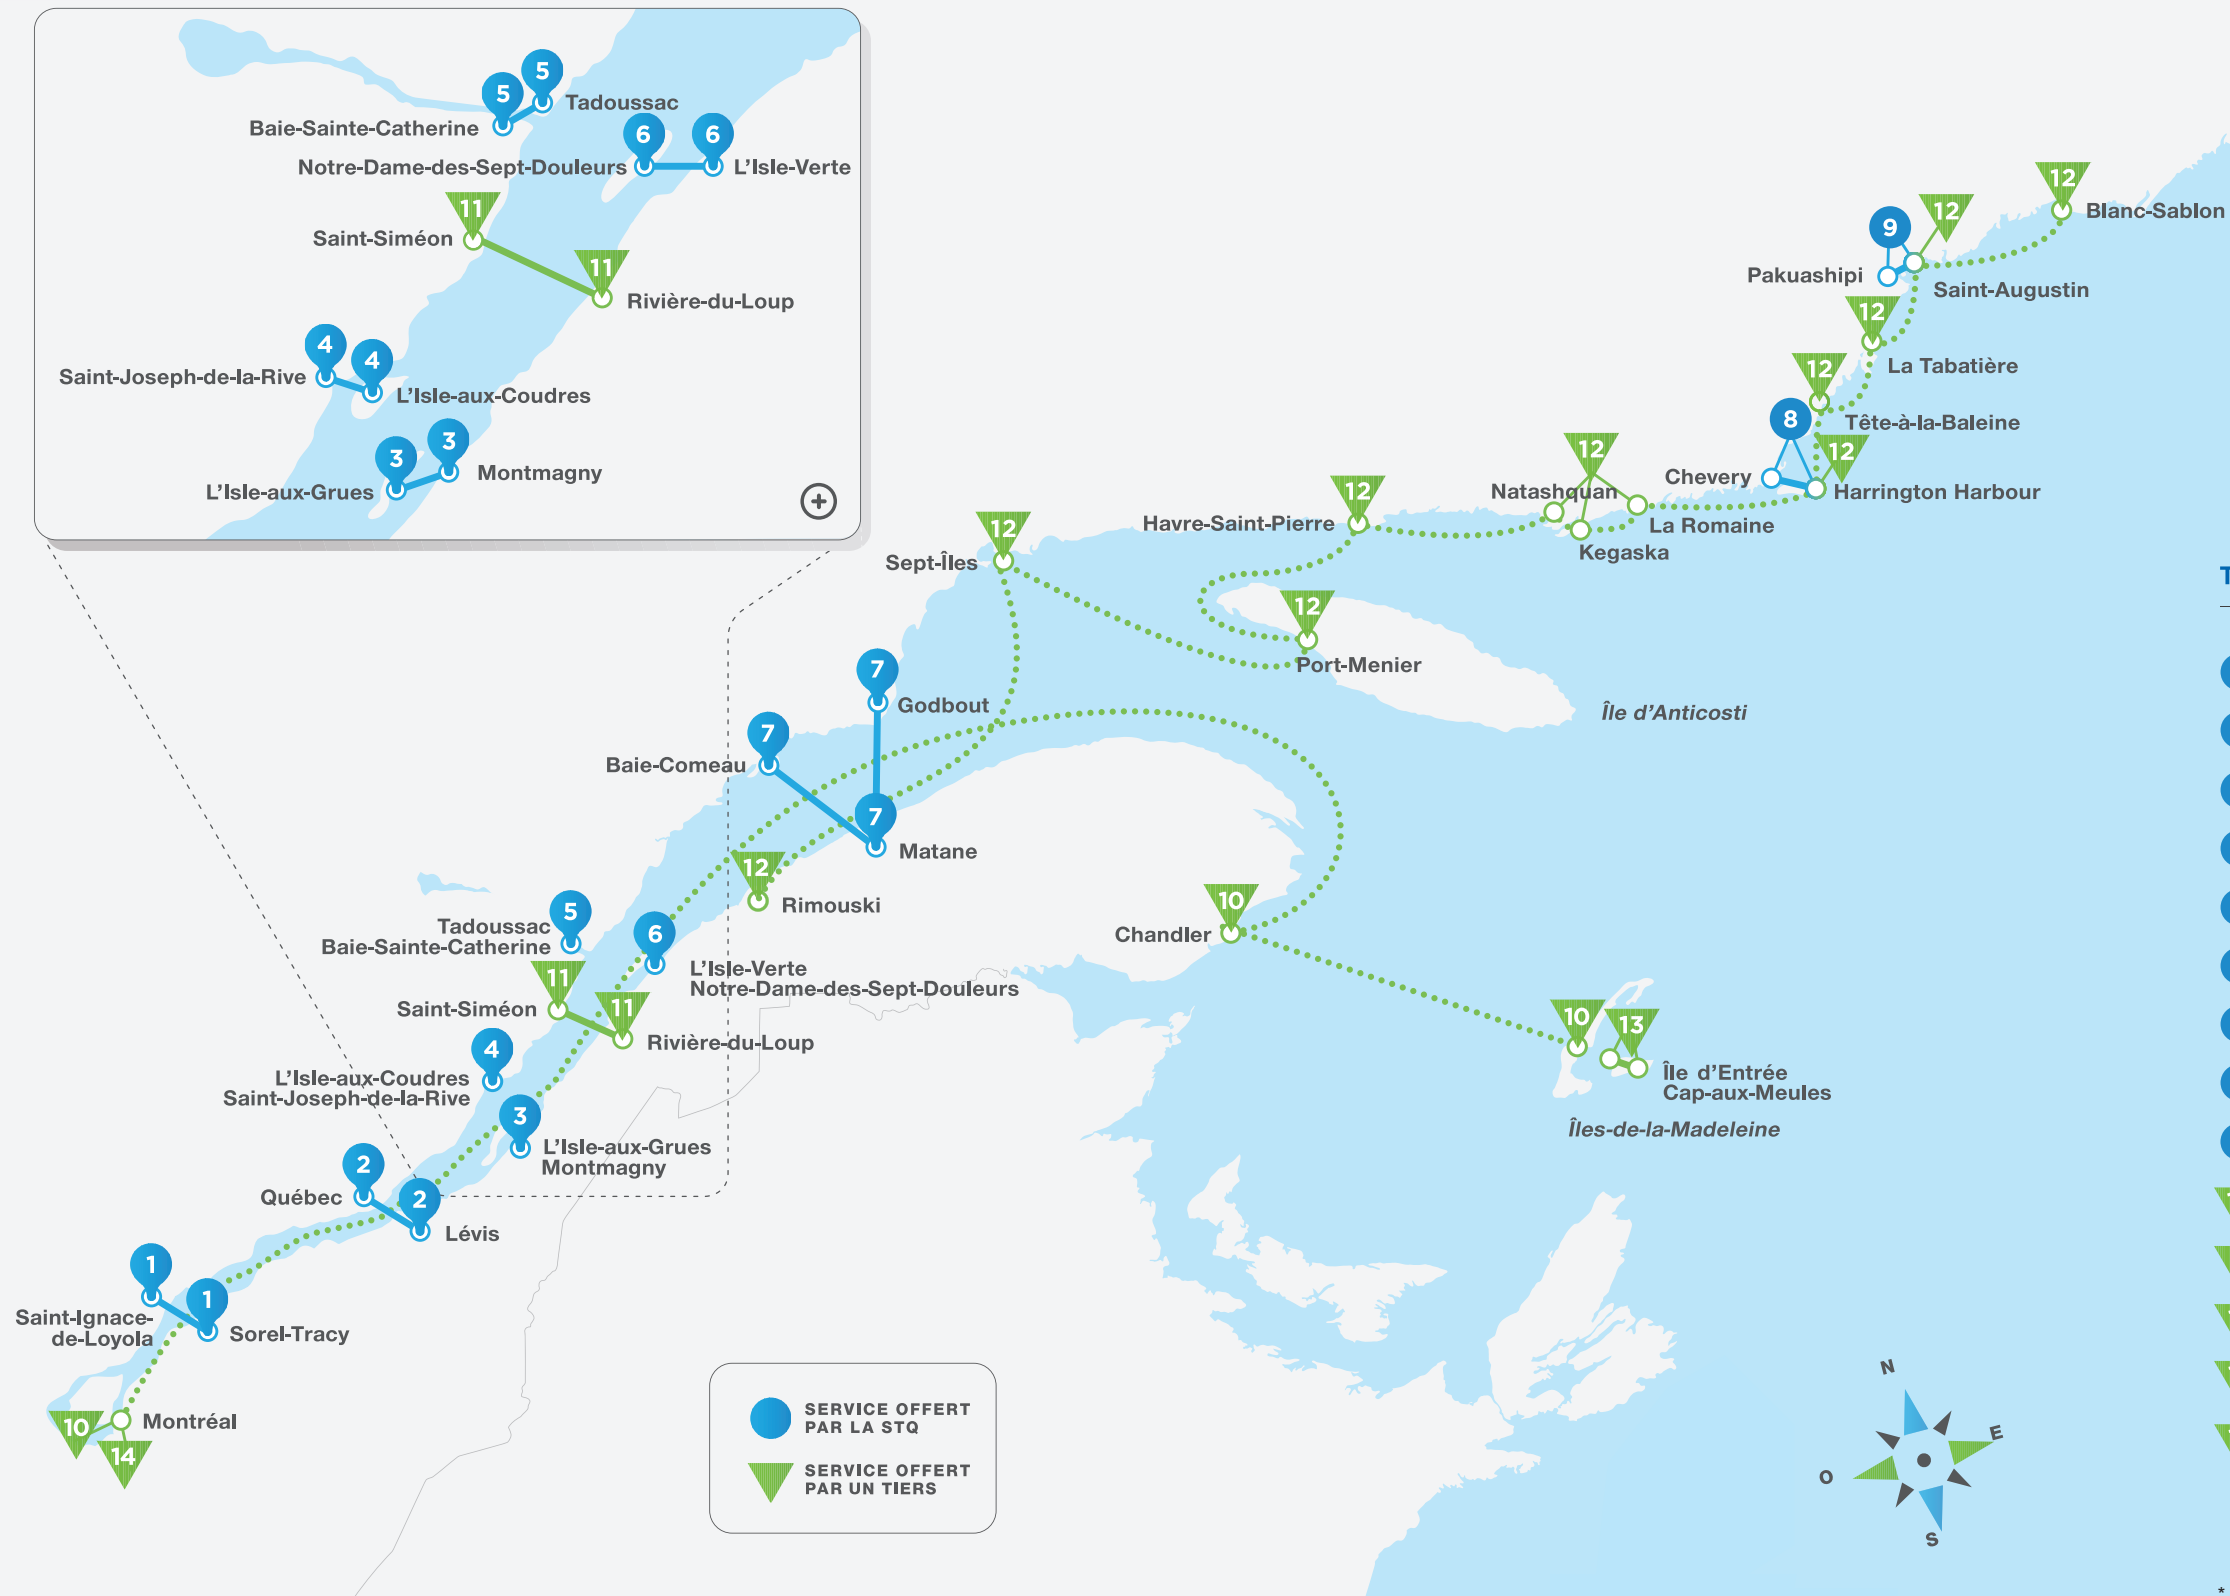 5
5
Tadoussac
Baie-Sainte-Catherine
6
6
Notre-Dame-des-Sept-Douleurs
L'Isle-Verte
11
Saint-Siméon
11
Rivière-du-Loup
4
4
Saint-Joseph-de-la-Rive
L'Isle-aux-Coudres
3
3
L'Isle-aux-Grues
Montmagny
12
Blanc-Sablon
9
12
Pakuashipi
Saint-Augustin
12
La Tabatière
12
Tête-à-la-Baleine
8
12
Chevery
Harrington Harbour
12
Natashquan
La Romaine
Kegaska
12
Havre-Saint-Pierre
12
Sept-Îles
12
Port-Menier
Île d'Anticosti
7
Godbout
7
Baie-Comeau
7
Matane
12
Rimouski
5
Tadoussac
Baie-Sainte-Catherine
6
L'Isle-Verte
Notre-Dame-des-Sept-Douleurs
11
Saint-Siméon
11
Rivière-du-Loup
10
Chandler
10
13
Île d'Entrée
Cap-aux-Meules
Îles-de-la-Madeleine
4
L'Isle-aux-Coudres
Saint-Joseph-de-la-Rive
3
L'Isle-aux-Grues
Montmagny
2
Québec
2
Lévis
1
Saint-Ignace-
de-Loyola
1
Sorel-Tracy
10
Montréal
14
SERVICE OFFERT
PAR LA STQ
SERVICE OFFERT
PAR UN TIERS
N
E
O
S
*